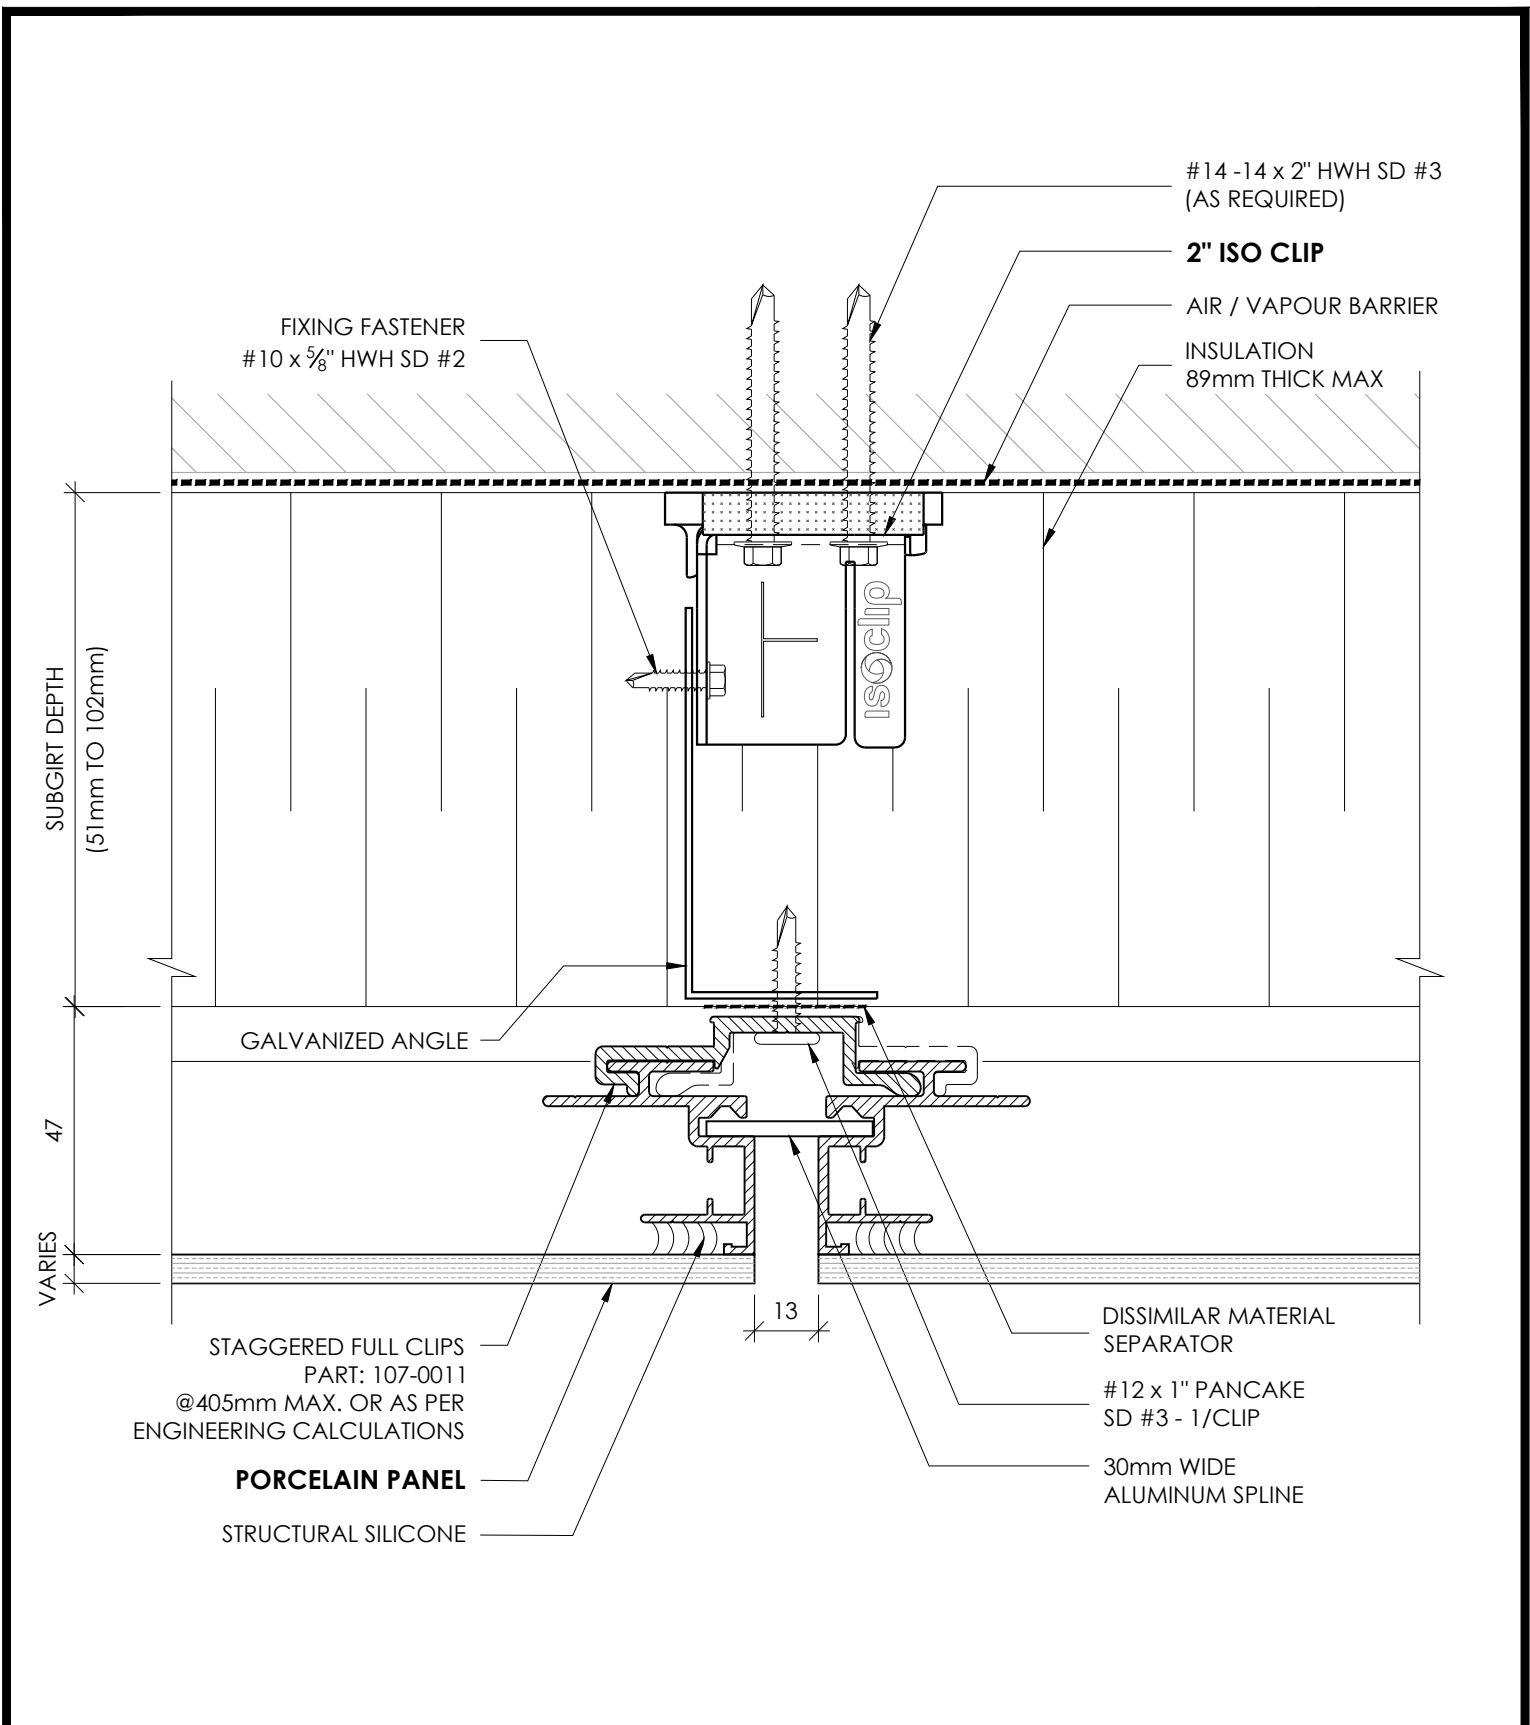 #14 -14 x 2" HWH SD #3
(AS REQUIRED)
2" ISO CLIP
AIR / VAPOUR BARRIER
INSULATION
89mm THICK MAX
FIXING FASTENER
#10 x 5⁄8" HWH SD #2
isoclip
SUBGIRT DEPTH
(51mm TO 102mm)
GALVANIZED ANGLE
47
VARIES
13
STAGGERED FULL CLIPS
PART: 107-0011
@405mm MAX. OR AS PER
ENGINEERING CALCULATIONS
PORCELAIN PANEL
STRUCTURAL SILICONE
DISSIMILAR MATERIAL
SEPARATOR
#12 x 1" PANCAKE
SD #3 - 1/CLIP
30mm WIDE
ALUMINUM SPLINE